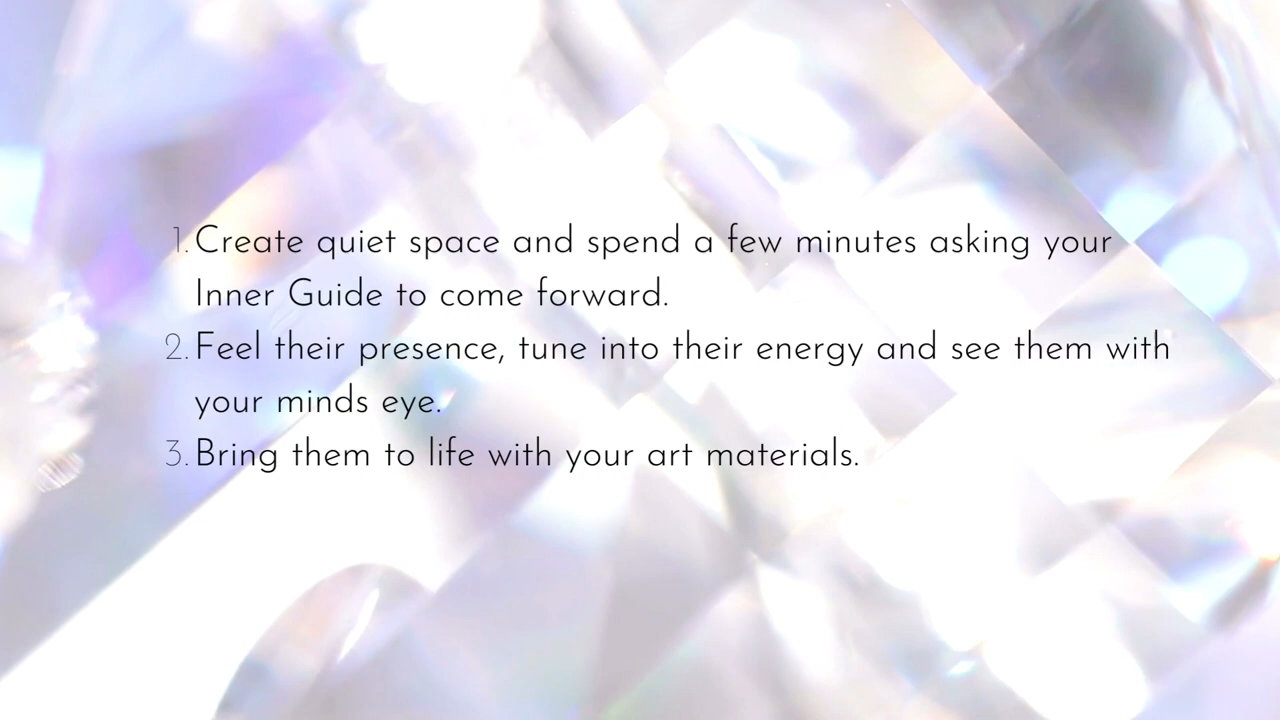 1. Create quiet space and spend a few minutes asking your
Inner Guide to come forward.
2. Feel their presence, tune into their energy and see them with
your minds eye.
3. Bring them to life with your art materials.